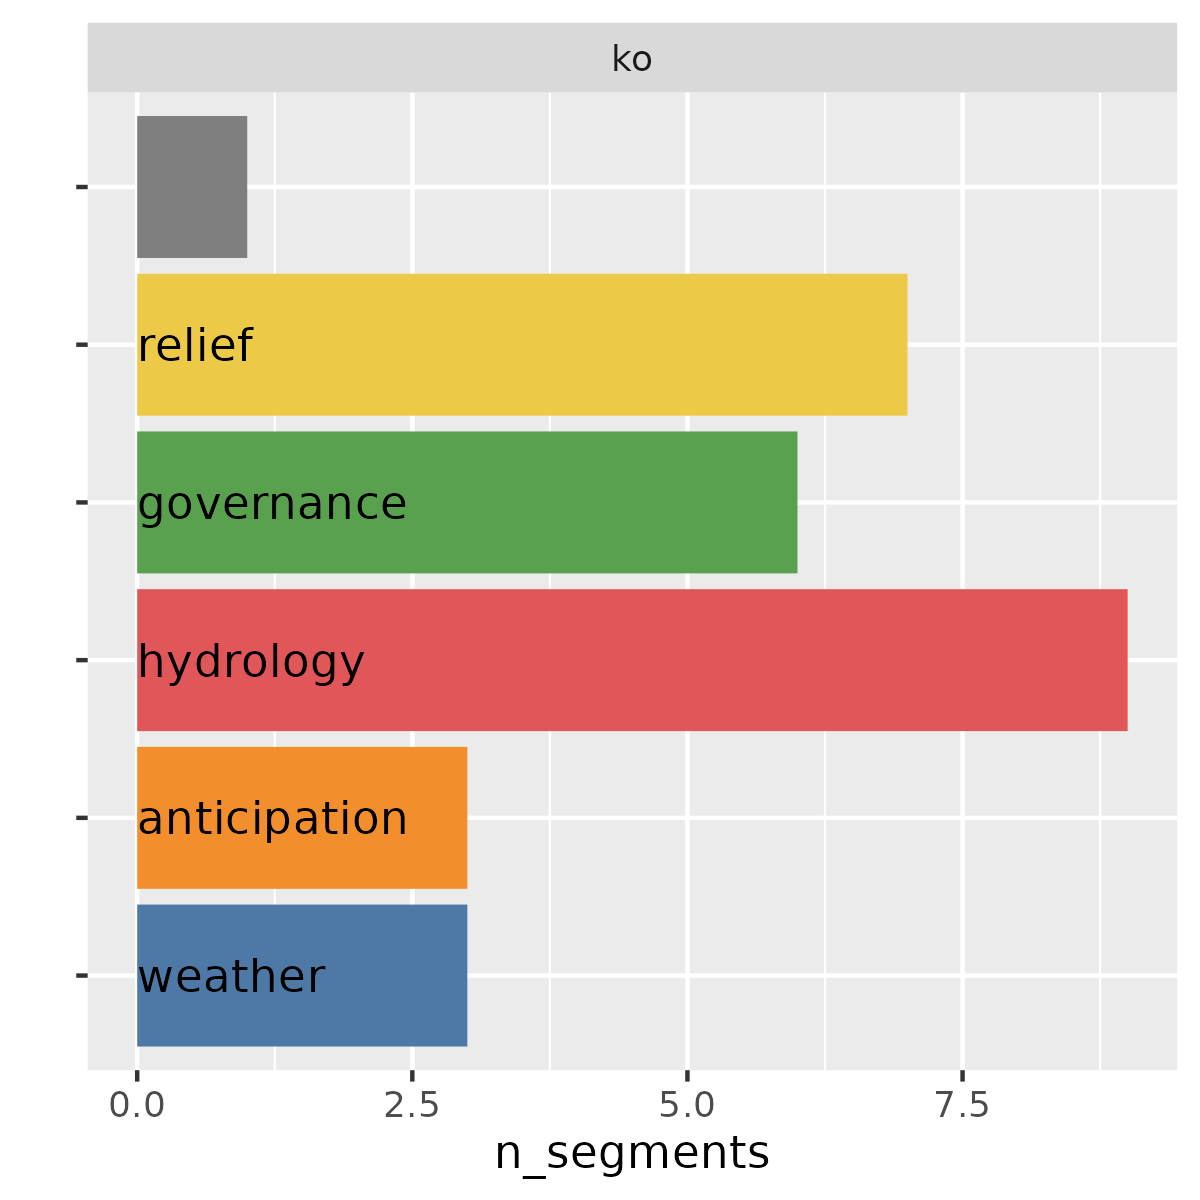 ko
relief
governance
hydrology
anticipation
weather
0.0 2.5 5.0 7.5
n_segments